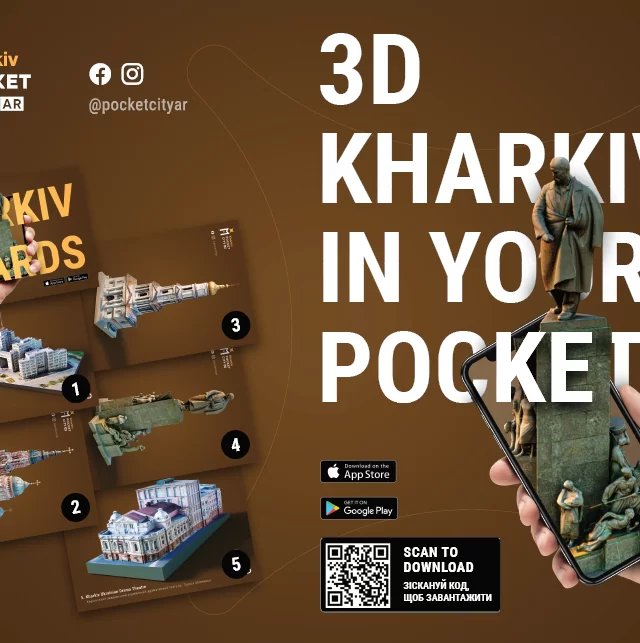 kiv
KET
AR
@pocketcityar
RKIV
ARDS
3
1
4
2
5
3D
KHARKIV
IN YOUR
POCKET
Download on the
App Store
GET IT ON
Google Play
SCAN TO
DOWNLOAD
ЗІСКАНУЙ КОД,
ЩОБ ЗАВАНТАЖИТИ